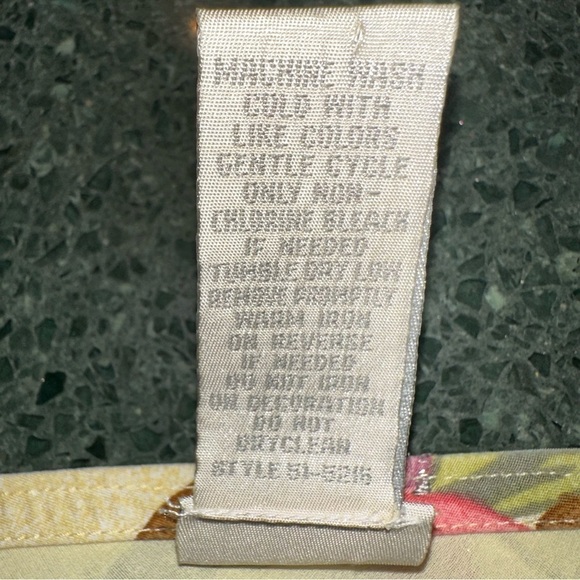 MACHINE WASH
COLD WITH
LIKE COLORS
GENTLE CYCLE
ONLY NON-
CHLORINE BLEACH
IF NEEDED
TUMBLE DRY LOW
REMOVE PROMPTLY
WARM IRON
ON REVERSE
IF NEEDED
DO NOT IRON
ON DECORATION
DO NOT
DRYCLEAN
STYLE 51-5215